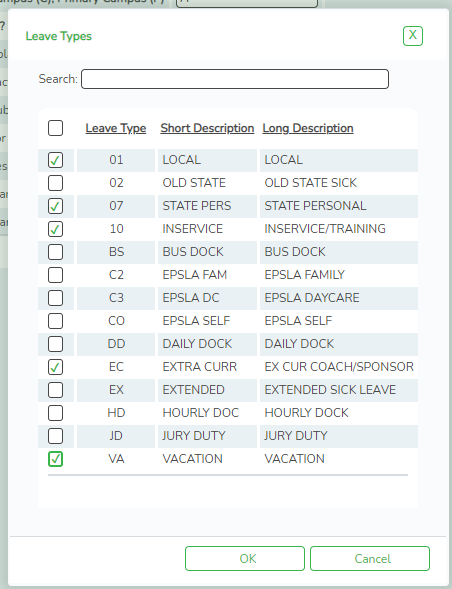 Leave Types
X
Search:
Leave Type Short Description Long Description
01 LOCAL LOCAL
02 OLD STATE OLD STATE SICK
07 STATE PERS STATE PERSONAL
10 INSERVICE INSERVICE/TRAINING
BS BUS DOCK BUS DOCK
C2 EPSLA FAM EPSLA FAMILY
C3 EPSLA DC EPSLA DAYCARE
CO EPSLA SELF EPSLA SELF
DD DAILY DOCK DAILY DOCK
EC EXTRA CURR EX CUR COACH/SPONSOR
EX EXTENDED EXTENDED SICK LEAVE
HD HOURLY DOC HOURLY DOCK
JD JURY DUTY JURY DUTY
VA VACATION VACATION
OK Cancel